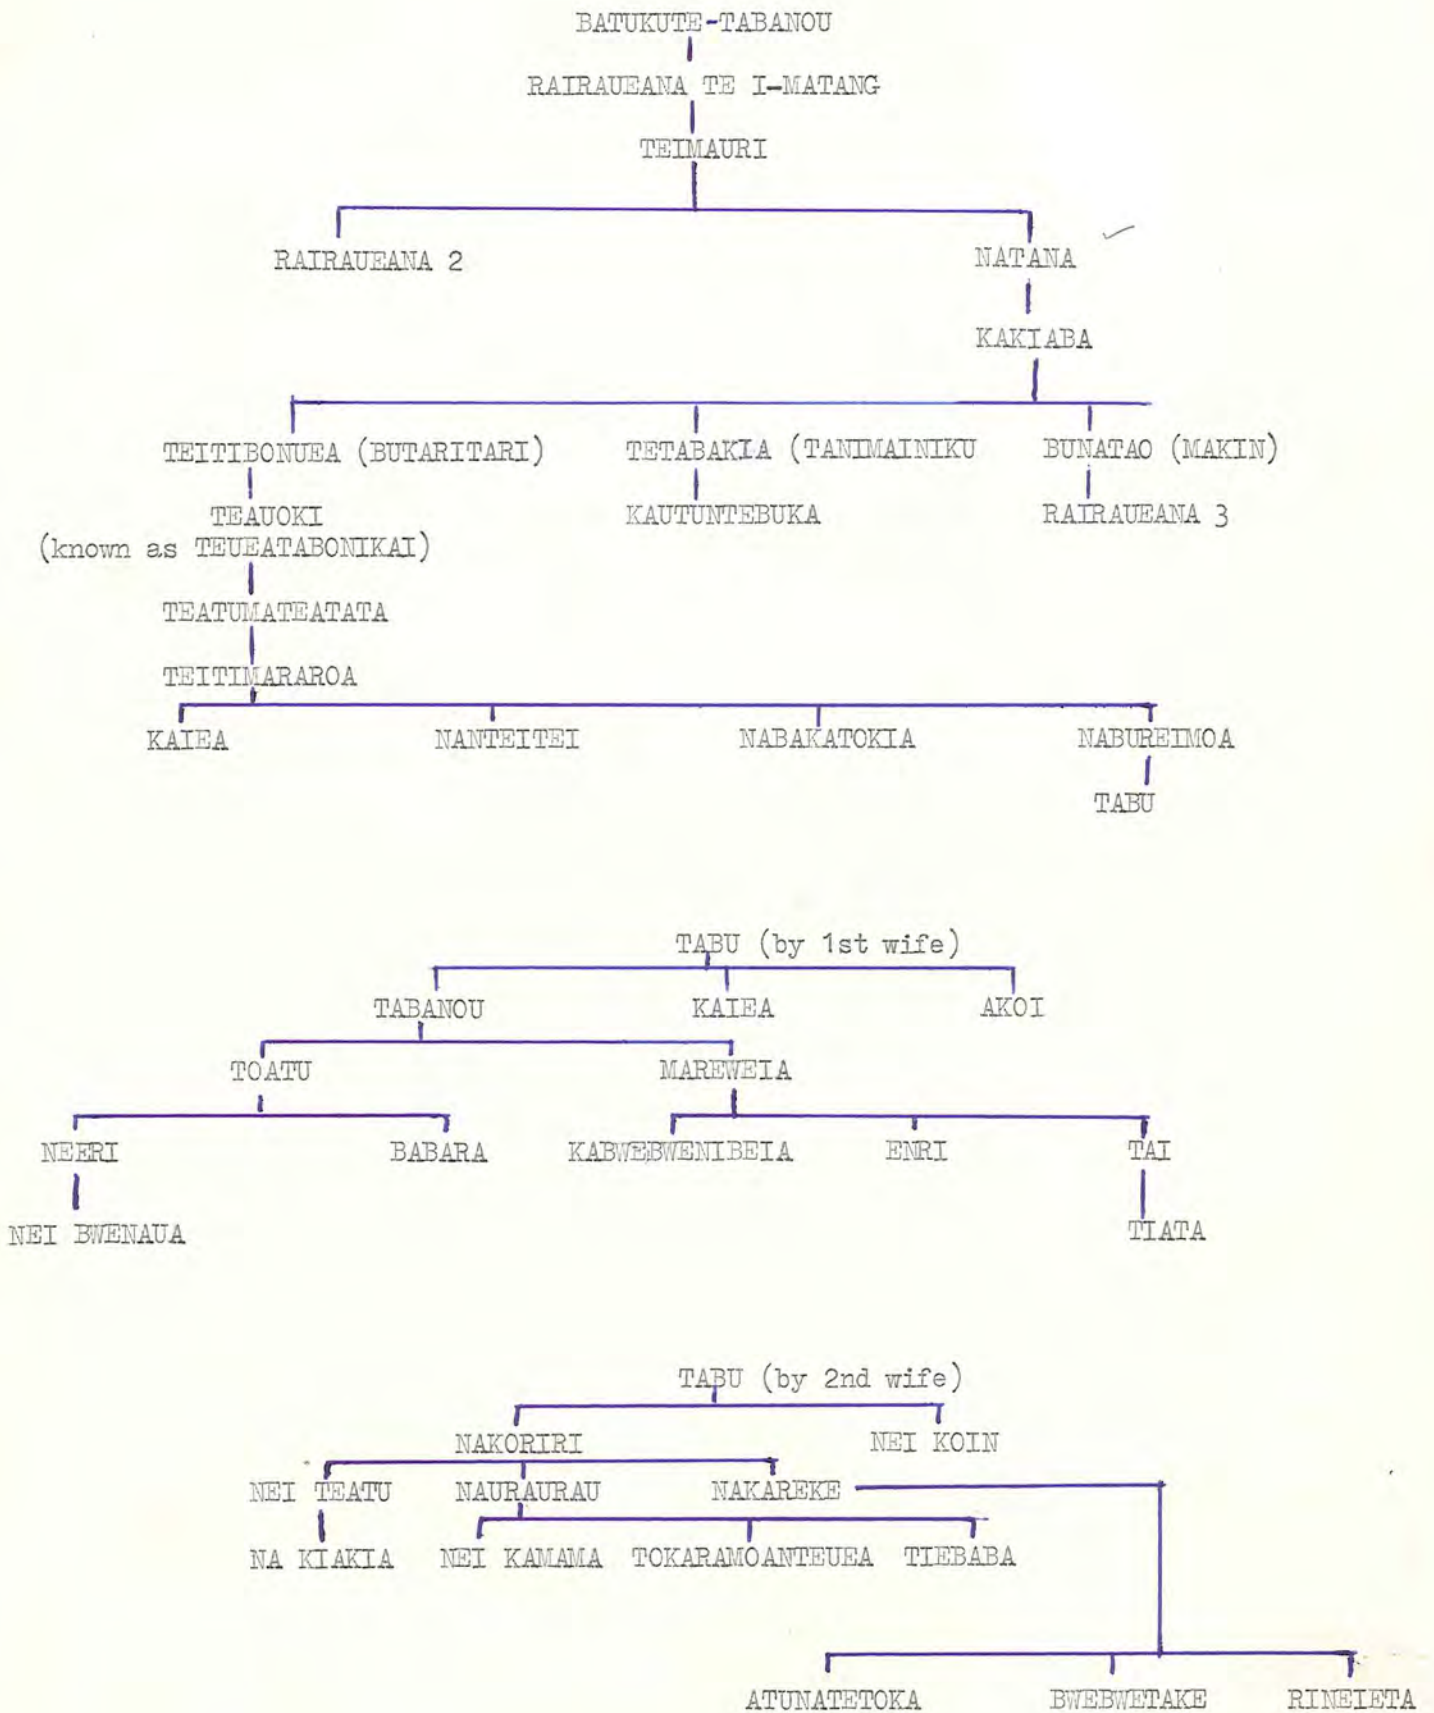 BATUKUTE-TABANOU
RAIRAUEANA TE I-MATANG
TEIMAURI
RAIRAUEANA 2 NATANA
KAKIABA
TEITIBONUEA (BUTARITARI) TETABAKIA (TANIMAINIKU BUNATAO (MAKIN)
TEAUOKI KAUTUNTEBUKA RAIRAUEANA 3
(known as TEUEATABONIKAI)
TEATUMATEATATA
TEITIMARAROA
KAIEA NANTEITEI NABAKATOKIA NABUREIMOA
TABU
TABU (by 1st wife)
TABANOU KAIEA AKOI
TOATU MAREWEIA
NEERI BABARA KABWEBWENIBEIA ENRI TAI
NEI BWENAUA TIATA
TABU (by 2nd wife)
NAKORIRI NEI KOIN
NEI TEATU NAURAURAU NAKAREKE
NA KIAKIA NEI KAMAMA TOKARAMOANTEUEA TIEBABA
ATUNATETOKA BWEBWETAKE RINEIETA